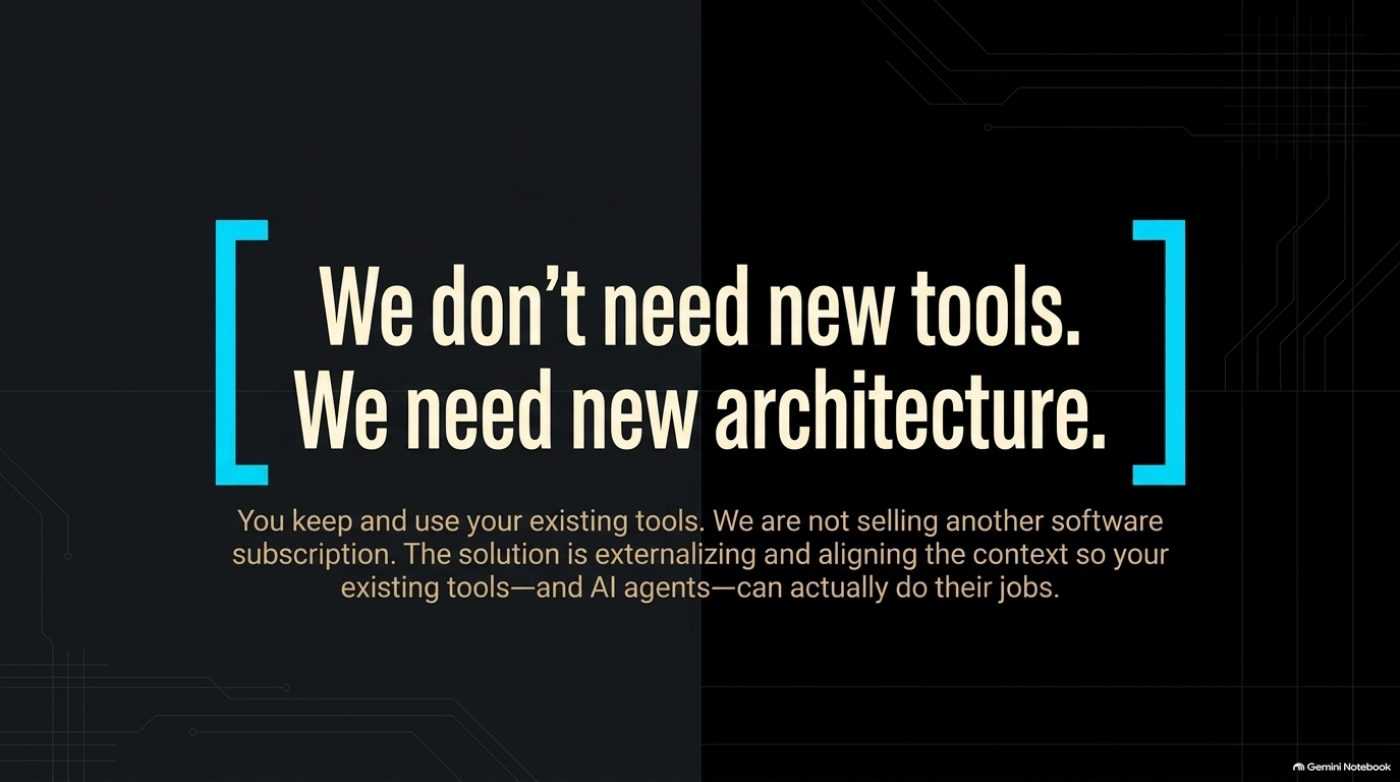 We don’t need new tools.
We need new architecture.
You keep and use your existing tools. We are not selling another software
subscription. The solution is externalizing and aligning the context so your
existing tools—and AI agents—can actually do their jobs.
Gemini Notebook